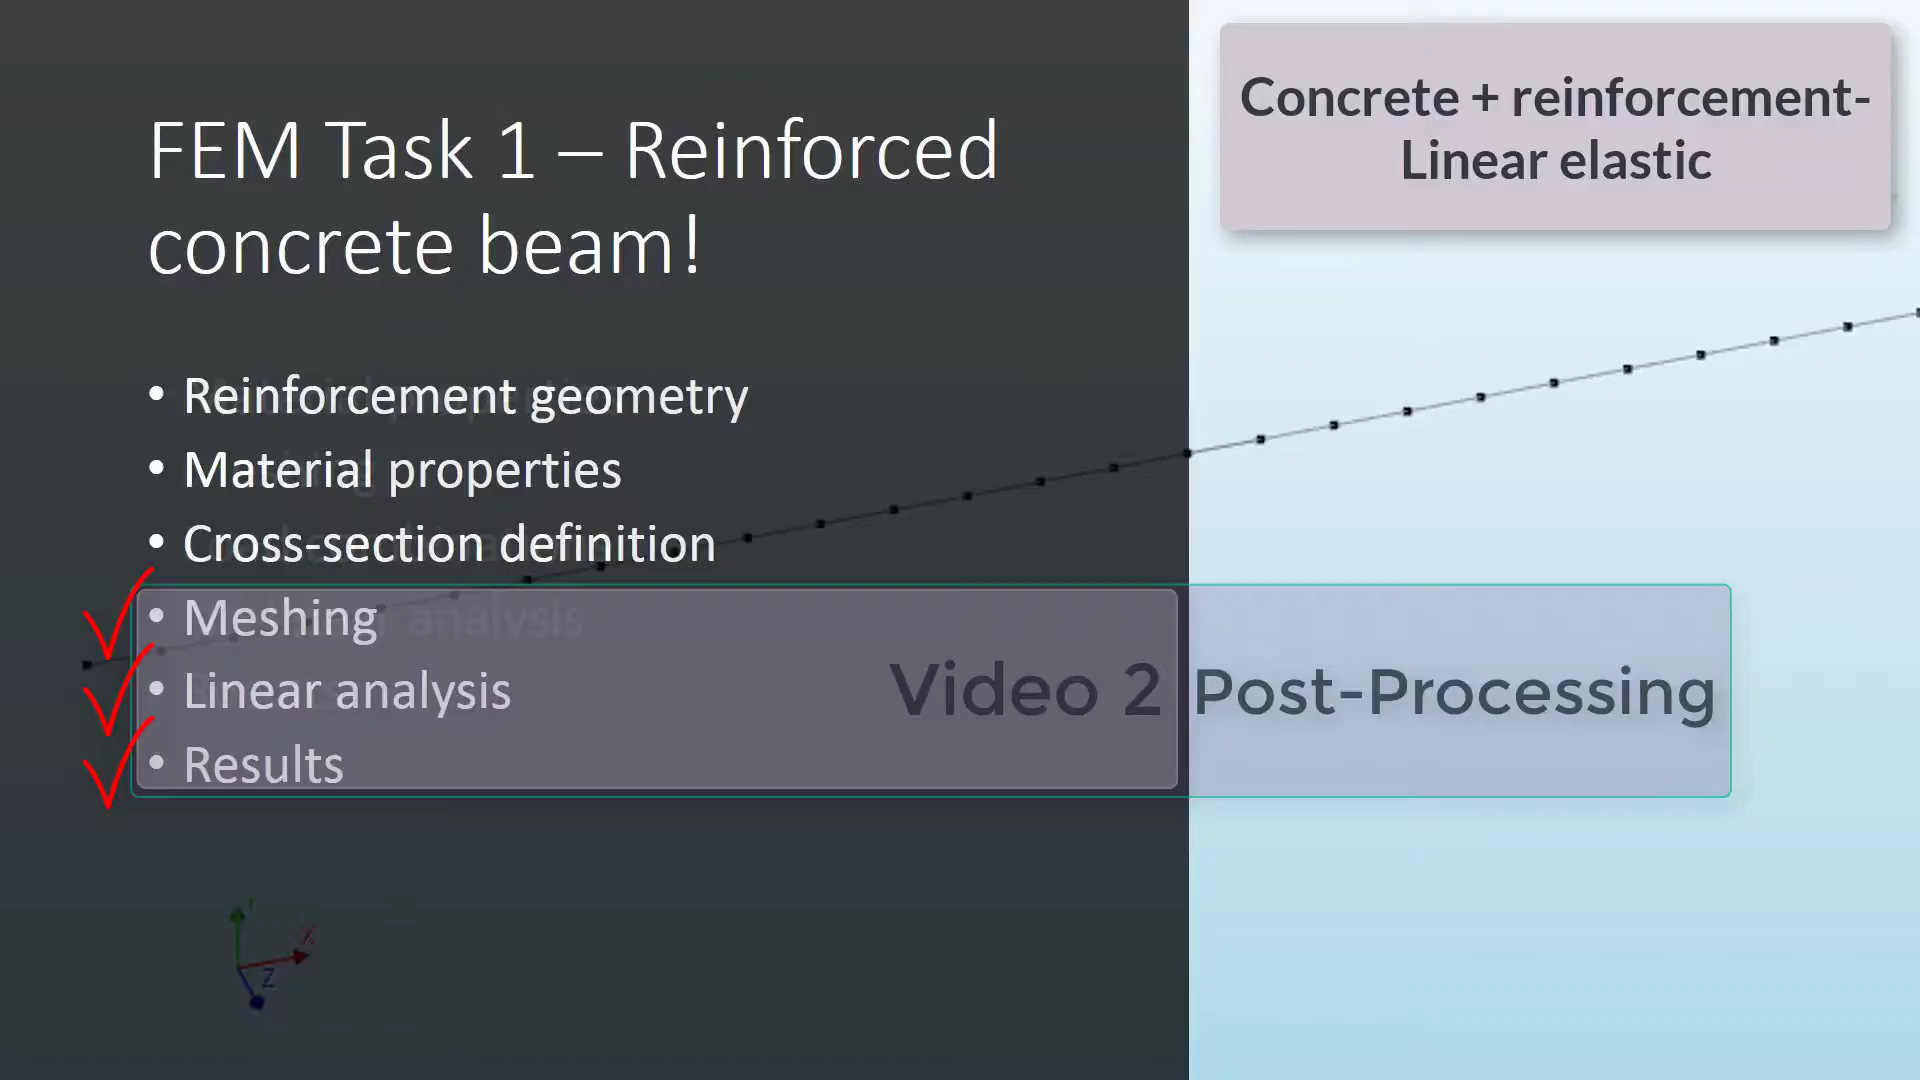 Concrete + reinforcement-
Linear elastic
FEM Task 1 – Reinforced
concrete beam!
• Reinforcement geometry
• Material properties
• Cross-section definition
• Meshing
• Linear analysis
• Results
Video 2 Post-Processing
X
Z